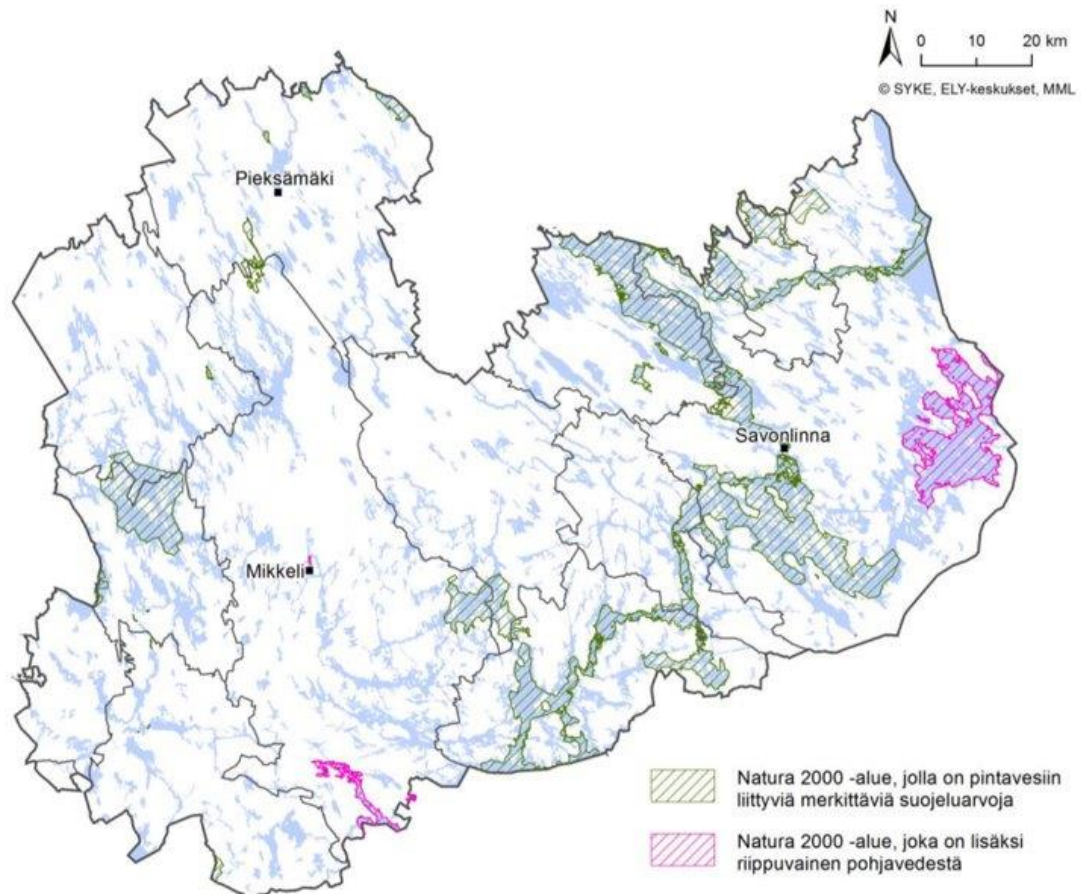 N
0 10 20 km
© SYKE, ELY-keskukset, MML
Pieksämäki
Savonlinna
Mikkeli
Natura 2000 -alue, jolla on pintavesiin
liittyviä merkittäviä suojeluarvoja
Natura 2000 -alue, joka on lisäksi
riippuvainen pohjavedestä